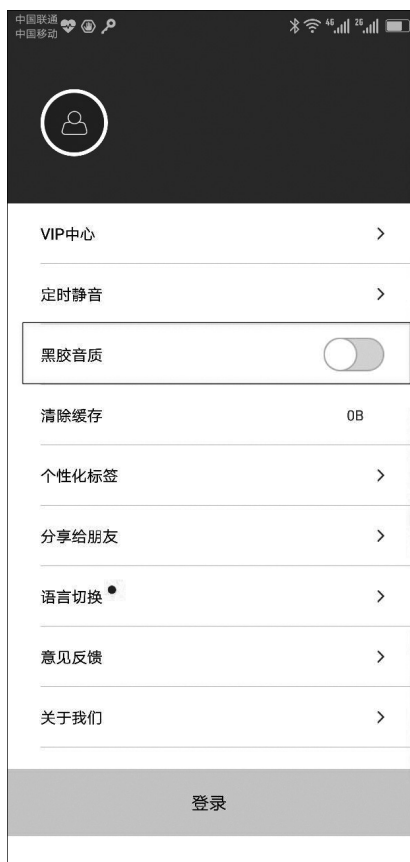 中国联通
中国移动
4G 2G
VIP中心
定时静音
黑胶音质
清除缓存 0B
个性化标签
分享给朋友
语言切换
意见反馈
关于我们
登录